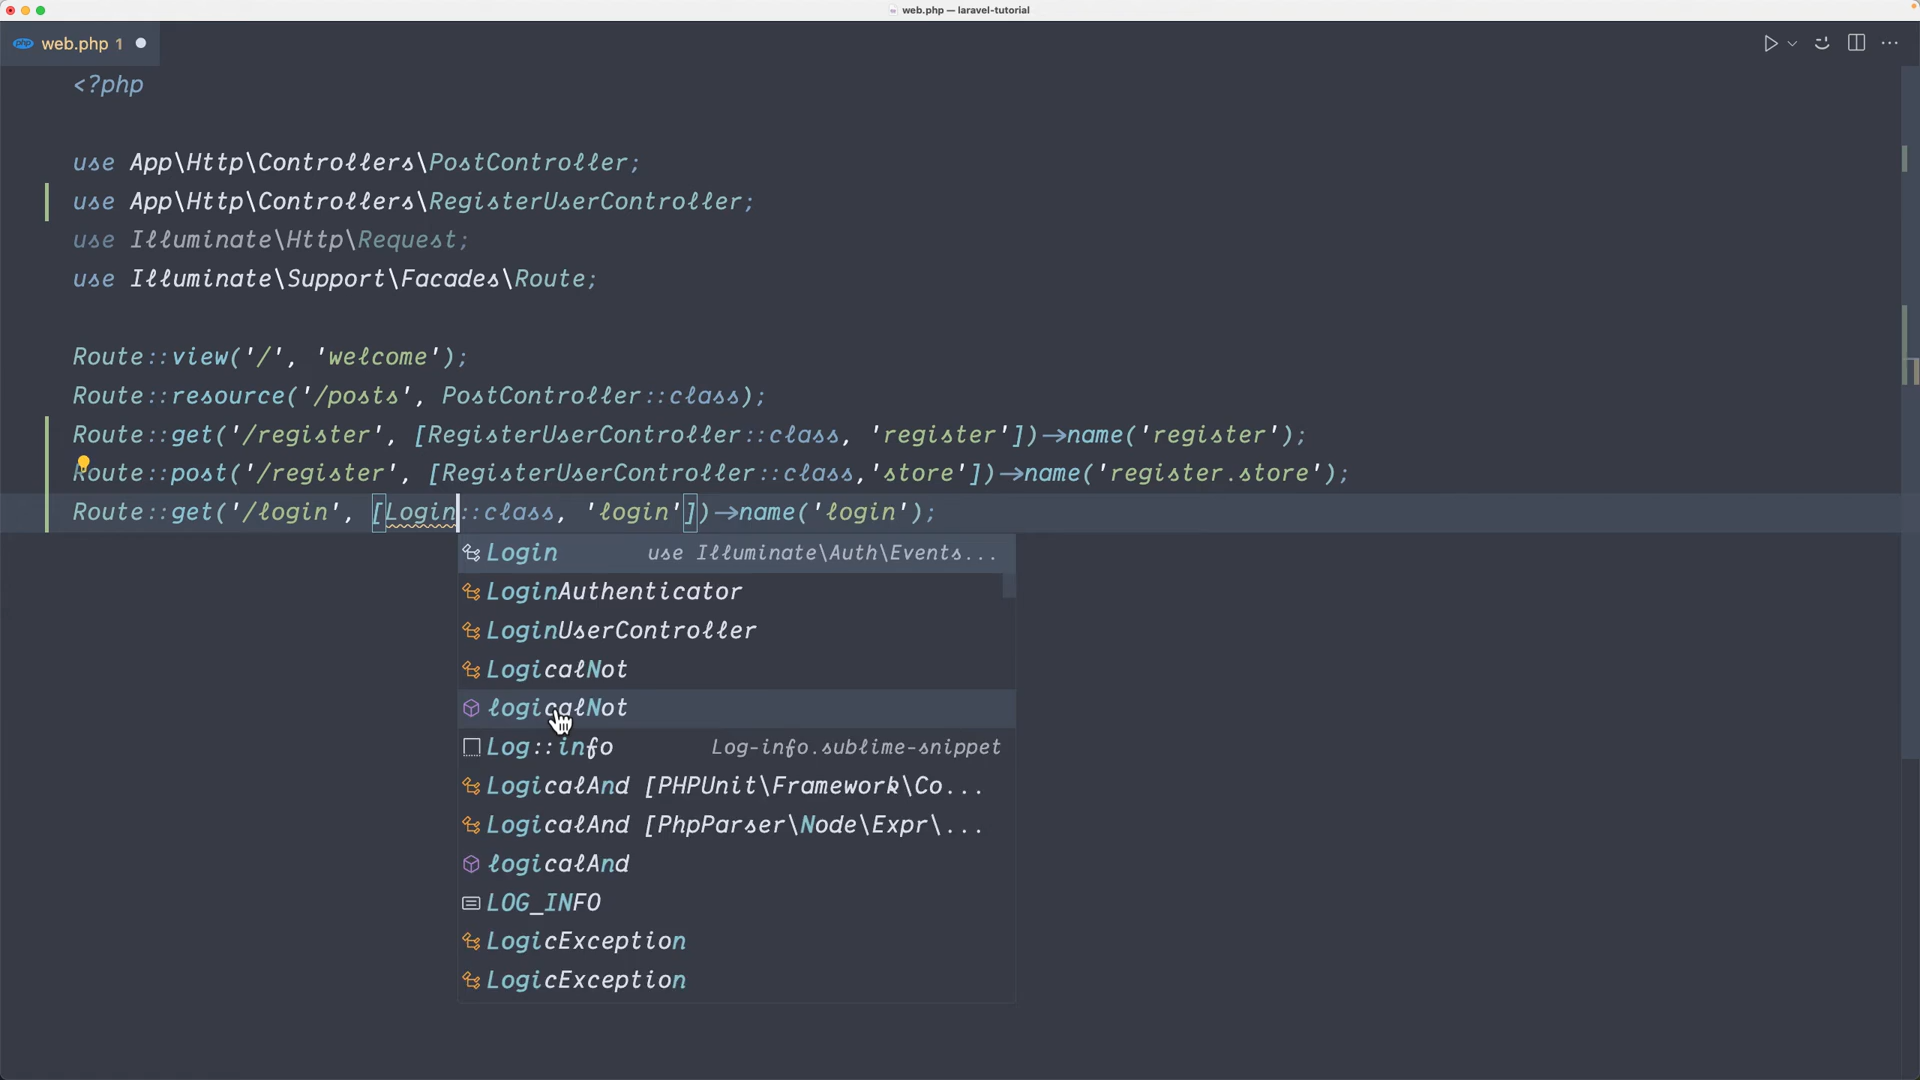 web.php — laravel-tutorial
php web.php 1
<?php
use App\Http\Controllers\PostController;
use App\Http\Controllers\RegisterUserController;
use Illuminate\Http\Request;
use Illuminate\Support\Facades\Route;
Route::view('/', 'welcome');
Route::resource('/posts', PostController::class);
Route::get('/register', [RegisterUserController::class, 'register'])->name('register');
Route::post('/register', [RegisterUserController::class,'store'])->name('register.store');
Route::get('/login', [Login::class, 'login'])->name('login');
Login use Illuminate\Auth\Events...
LoginAuthenticator
LoginUserController
LogicalNot
logicalNot
Log::info Log-info.sublime-snippet
LogicalAnd [PHPUnit\Framework\Co...
LogicalAnd [PhpParser\Node\Expr\...
logicalAnd
LOG_INFO
LogicException
LogicException